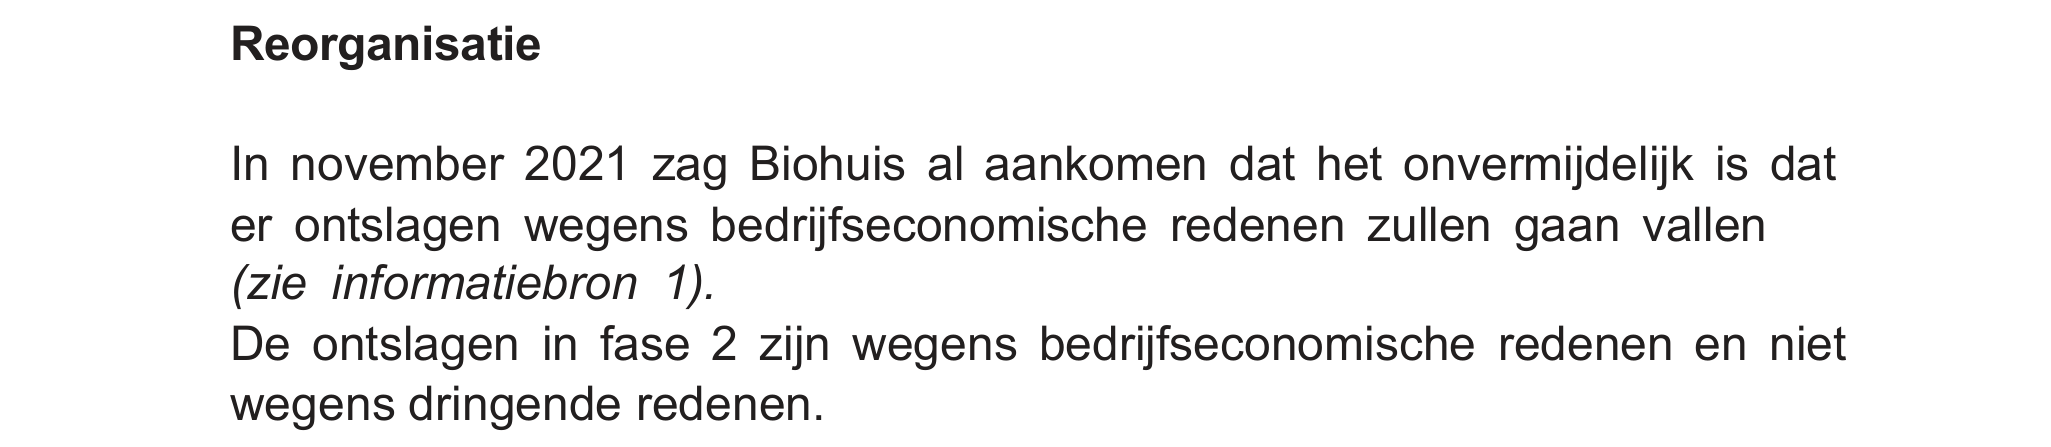 Reorganisatie
In november 2021 zag Biohuis al aankomen dat het onvermijdelijk is dat
er ontslagen wegens bedrijfseconomische redenen zullen gaan vallen
(zie informatiebron 1).
De ontslagen in fase 2 zijn wegens bedrijfseconomische redenen en niet
wegens dringende redenen.